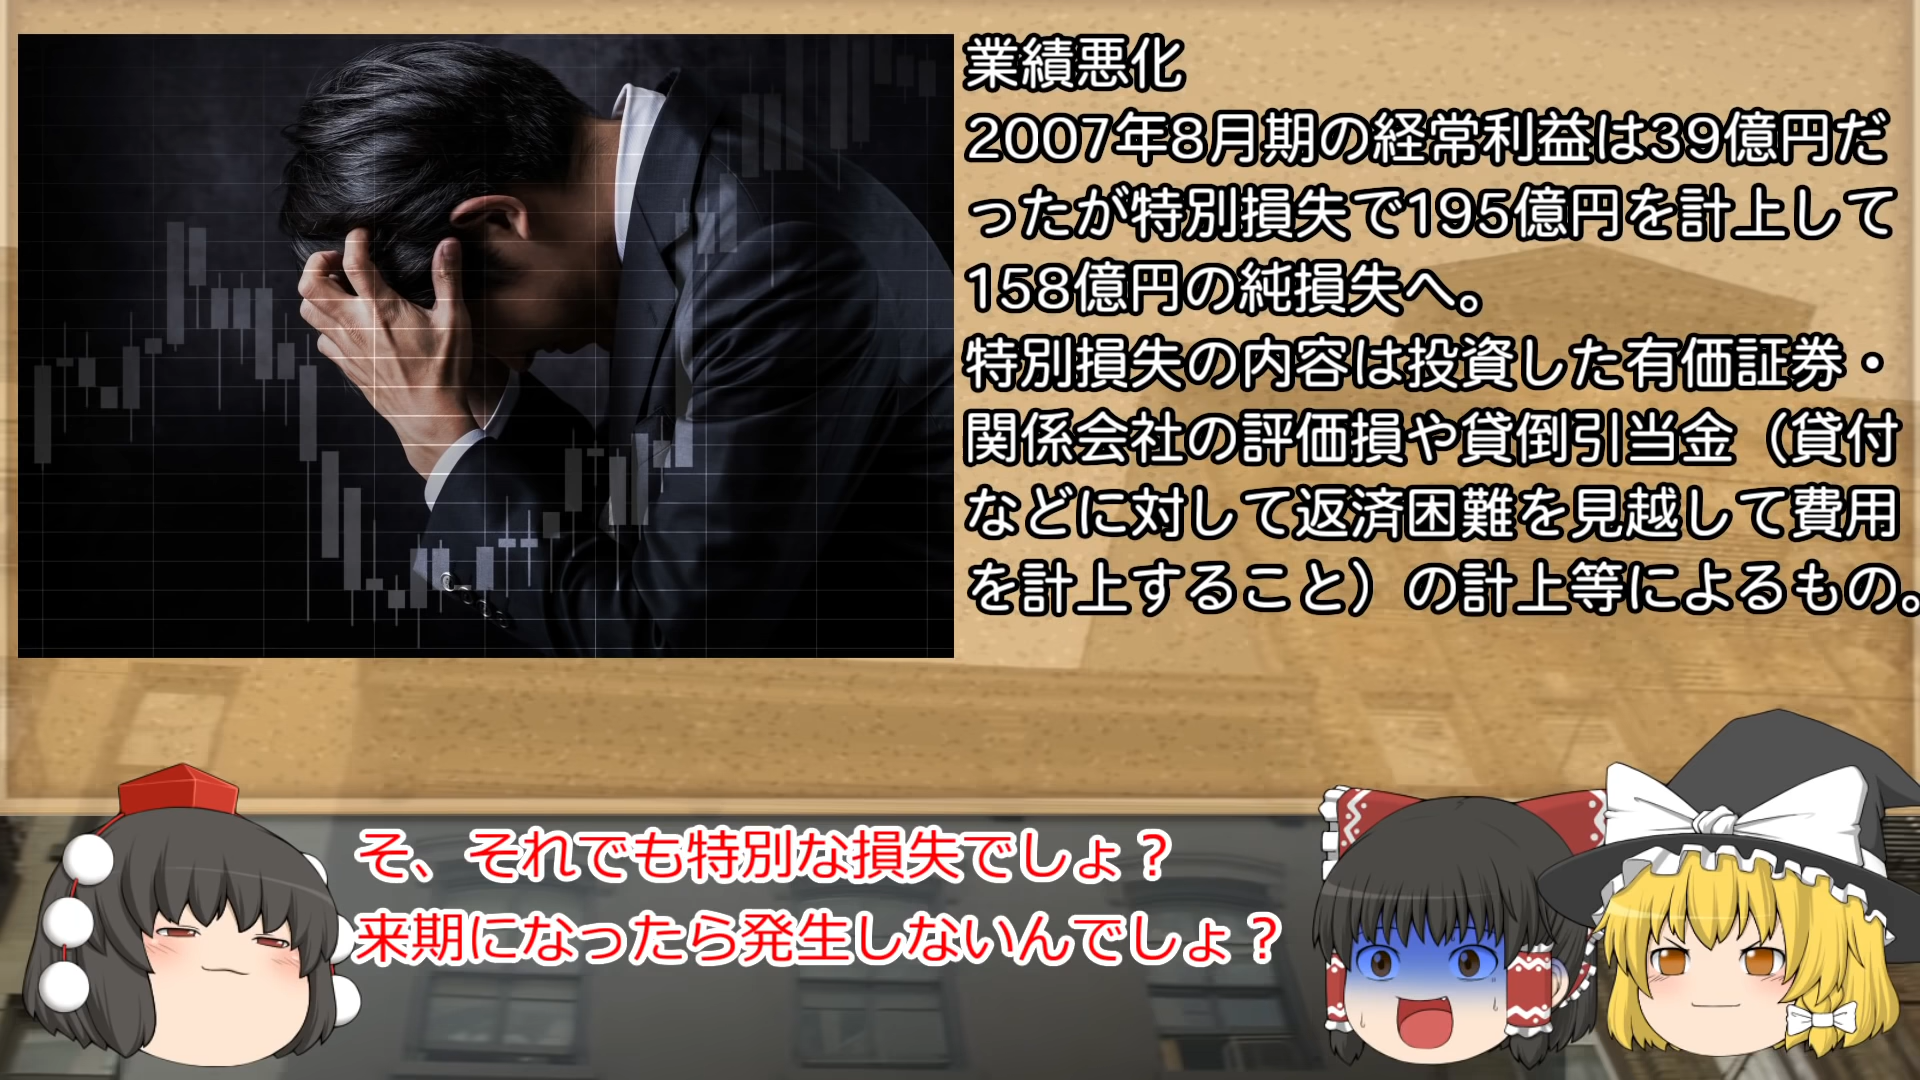 業績悪化
2007年8月期の経常利益は39億円だ
ったが特別損失で195億円を計上して
158億円の純損失へ。
特別損失の内容は投資した有価証券・
関係会社の評価損や貸倒引当金（貸付
などに対して返済困難を見越して費用
を計上すること）の計上等によるもの。
そ、それでも特別な損失でしょ？
来期になったら発生しないんでしょ？